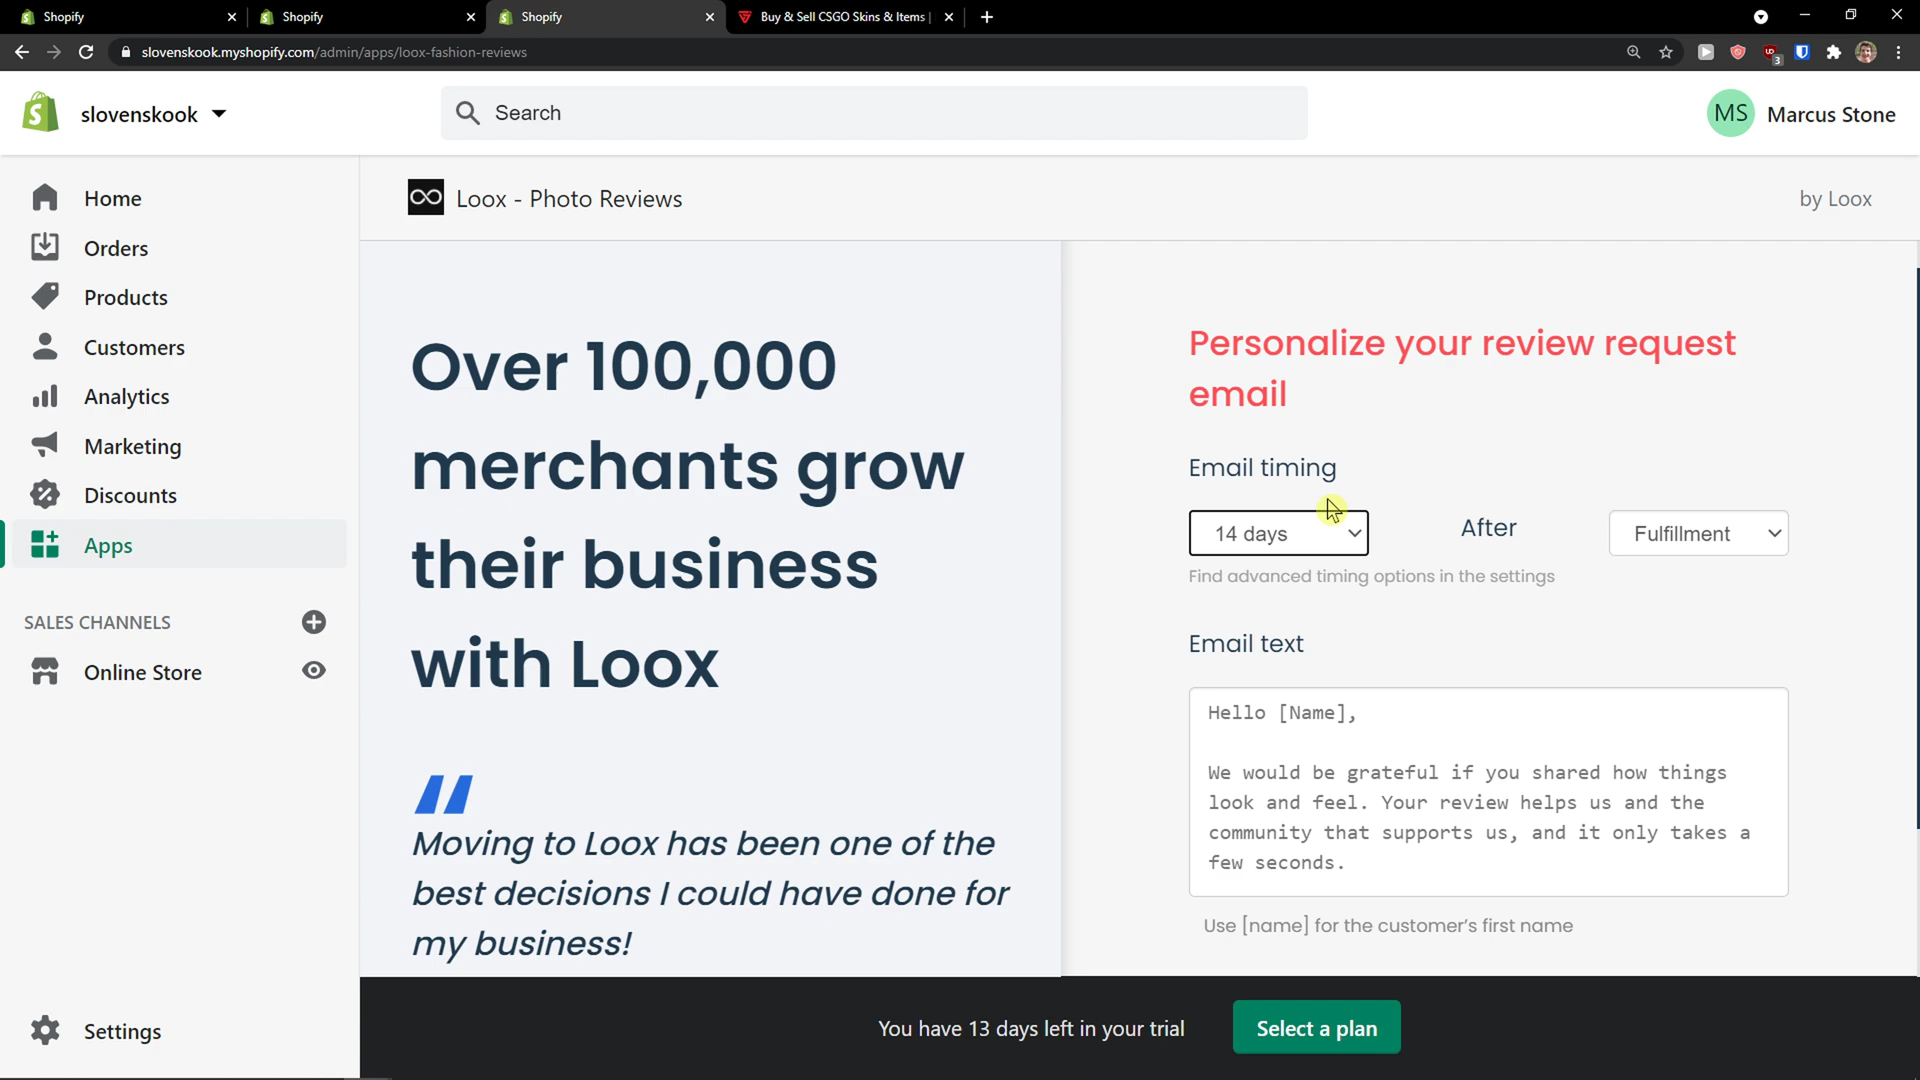 Shopify
Shopify
Shopify
Buy & Sell CSGO Skins & Items |
slovenskook.myshopify.com/admin/apps/loox-fashion-reviews
3
slovenskook
Search
MS
Marcus Stone
Home
Orders
Products
Customers
Analytics
Marketing
Discounts
Apps
SALES CHANNELS
Online Store
Settings
Loox - Photo Reviews
by Loox
Over 100,000
merchants grow
their business
with Loox
Moving to Loox has been one of the
best decisions I could have done for
my business!
Personalize your review request
email
Email timing
14 days
After
Fulfillment
Find advanced timing options in the settings
Email text
Hello [Name],
We would be grateful if you shared how things
look and feel. Your review helps us and the
community that supports us, and it only takes a
few seconds.
Use [name] for the customer's first name
You have 13 days left in your trial
Select a plan